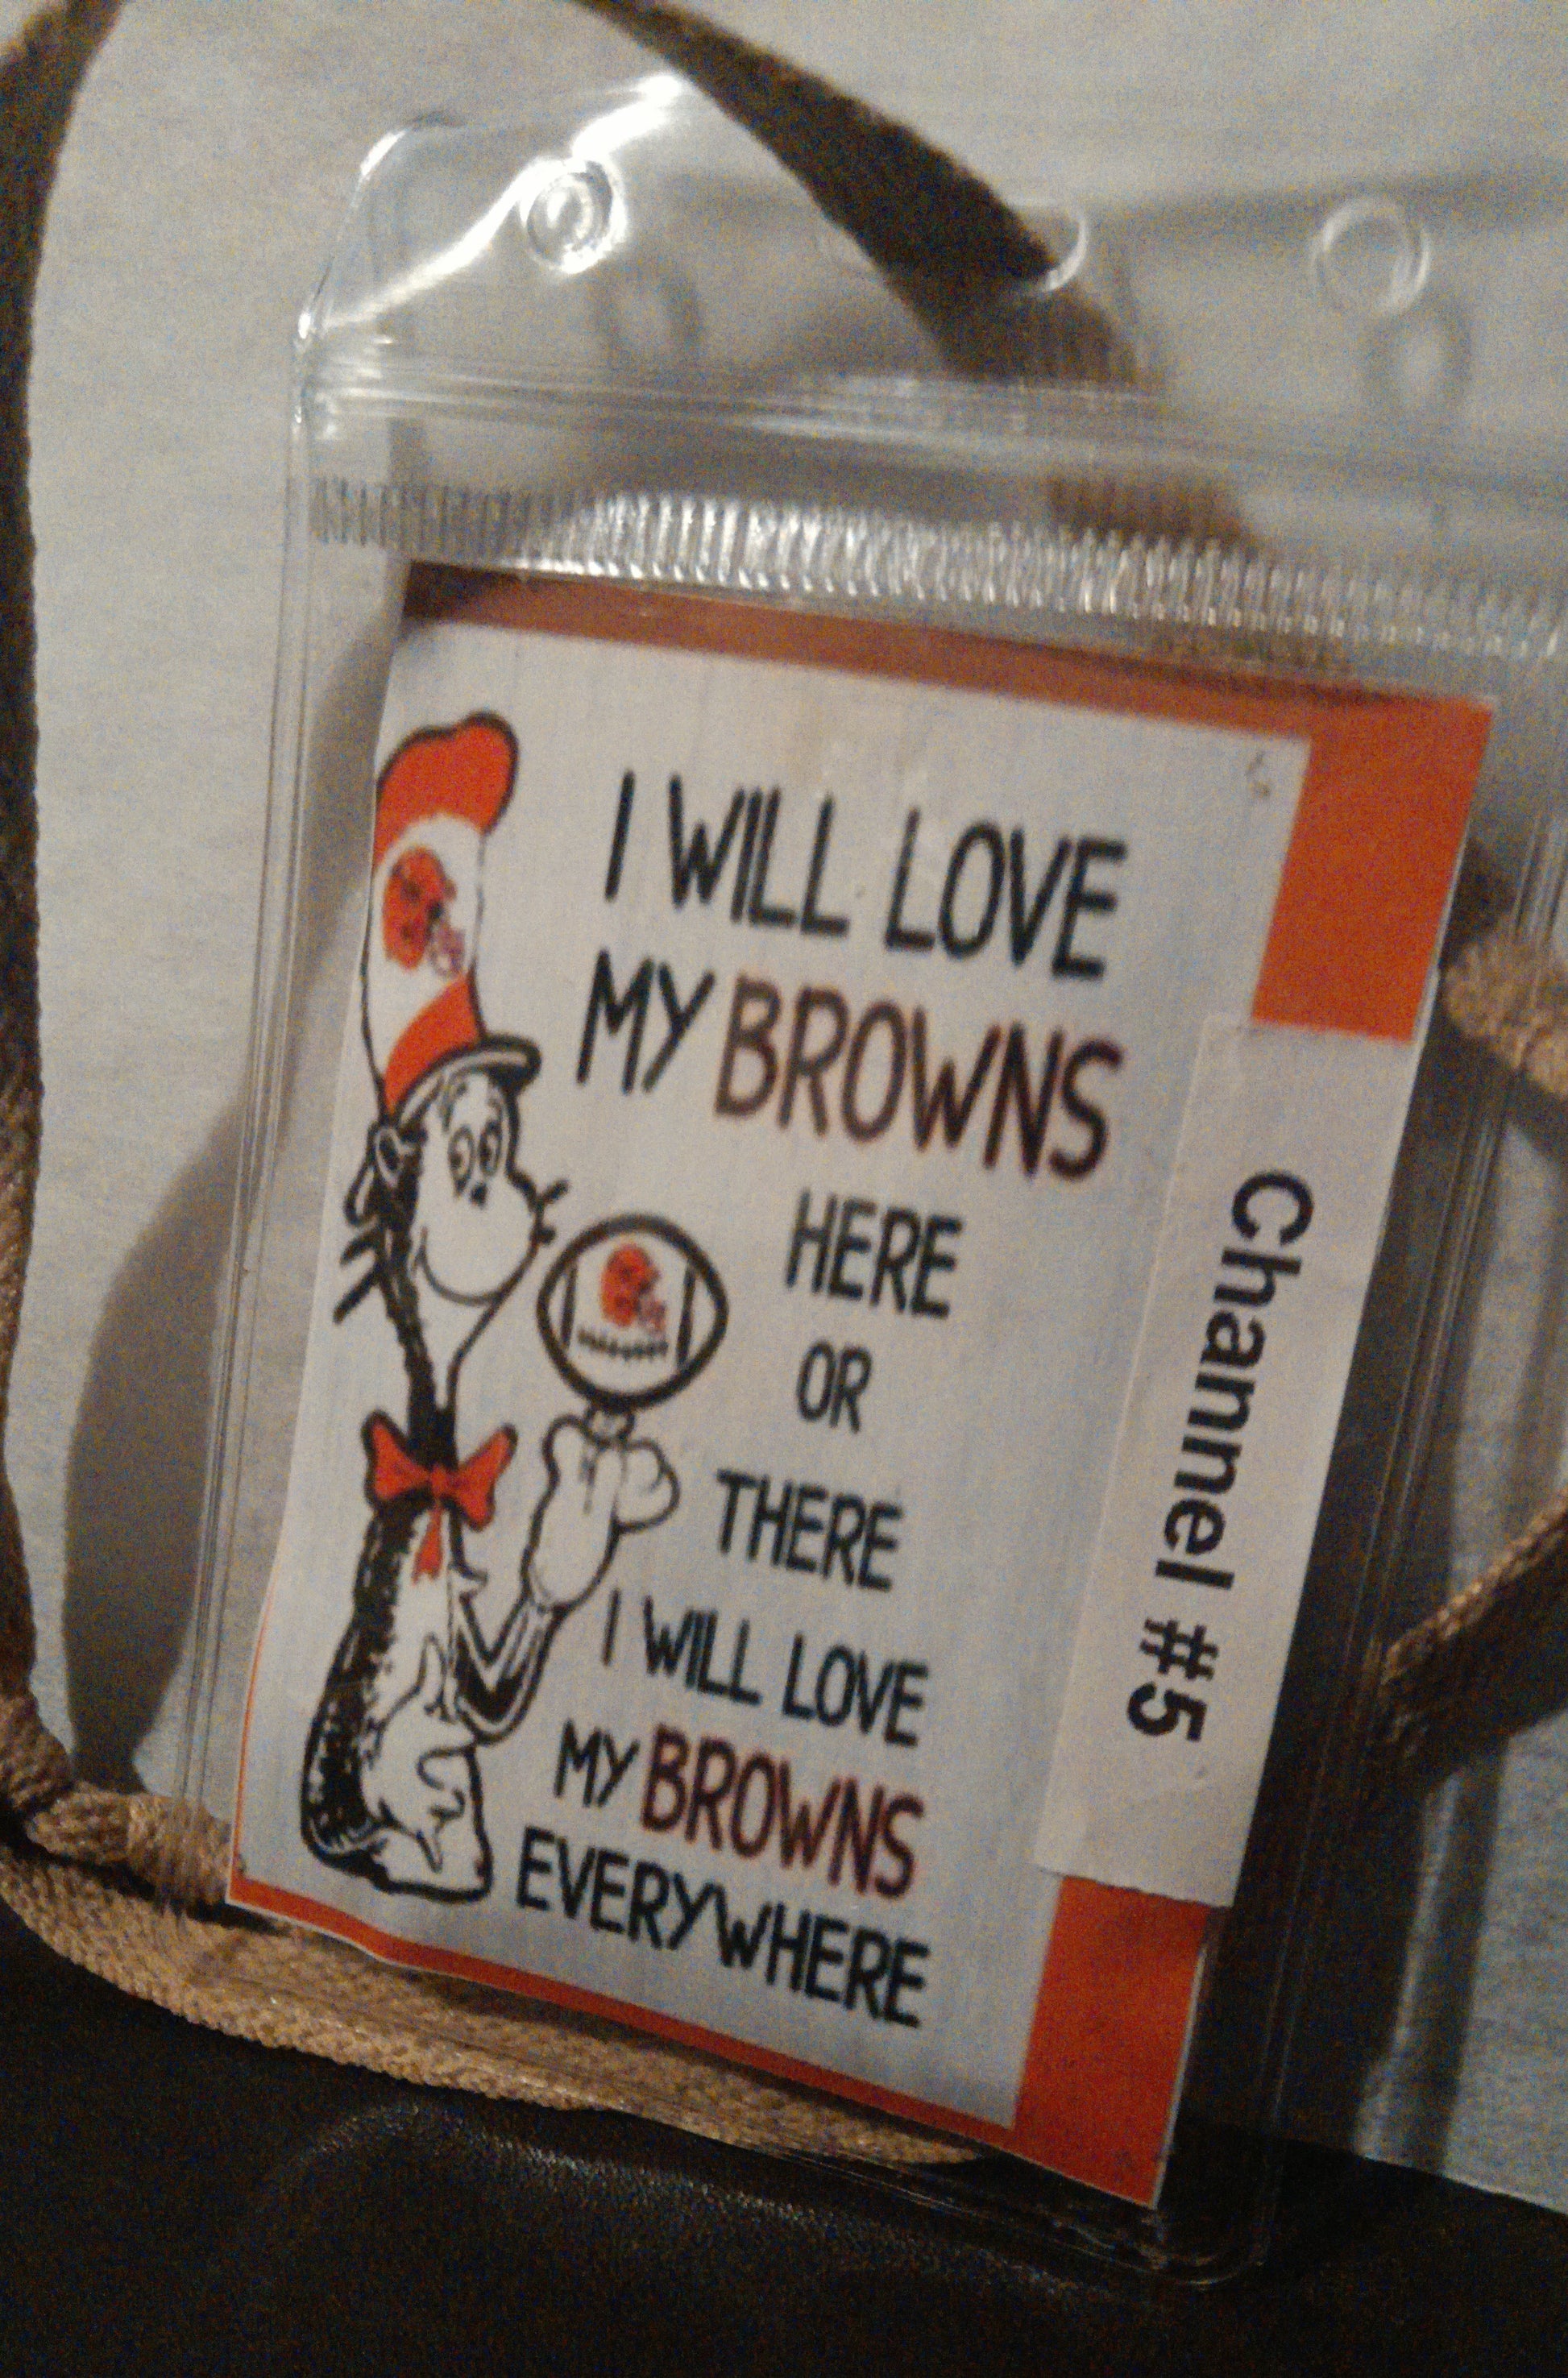 I WILL LOVE
MY BROWNS
HERE
OR
THERE
I WILL LOVE
MY BROWNS
EVERYWHERE
Channel #5